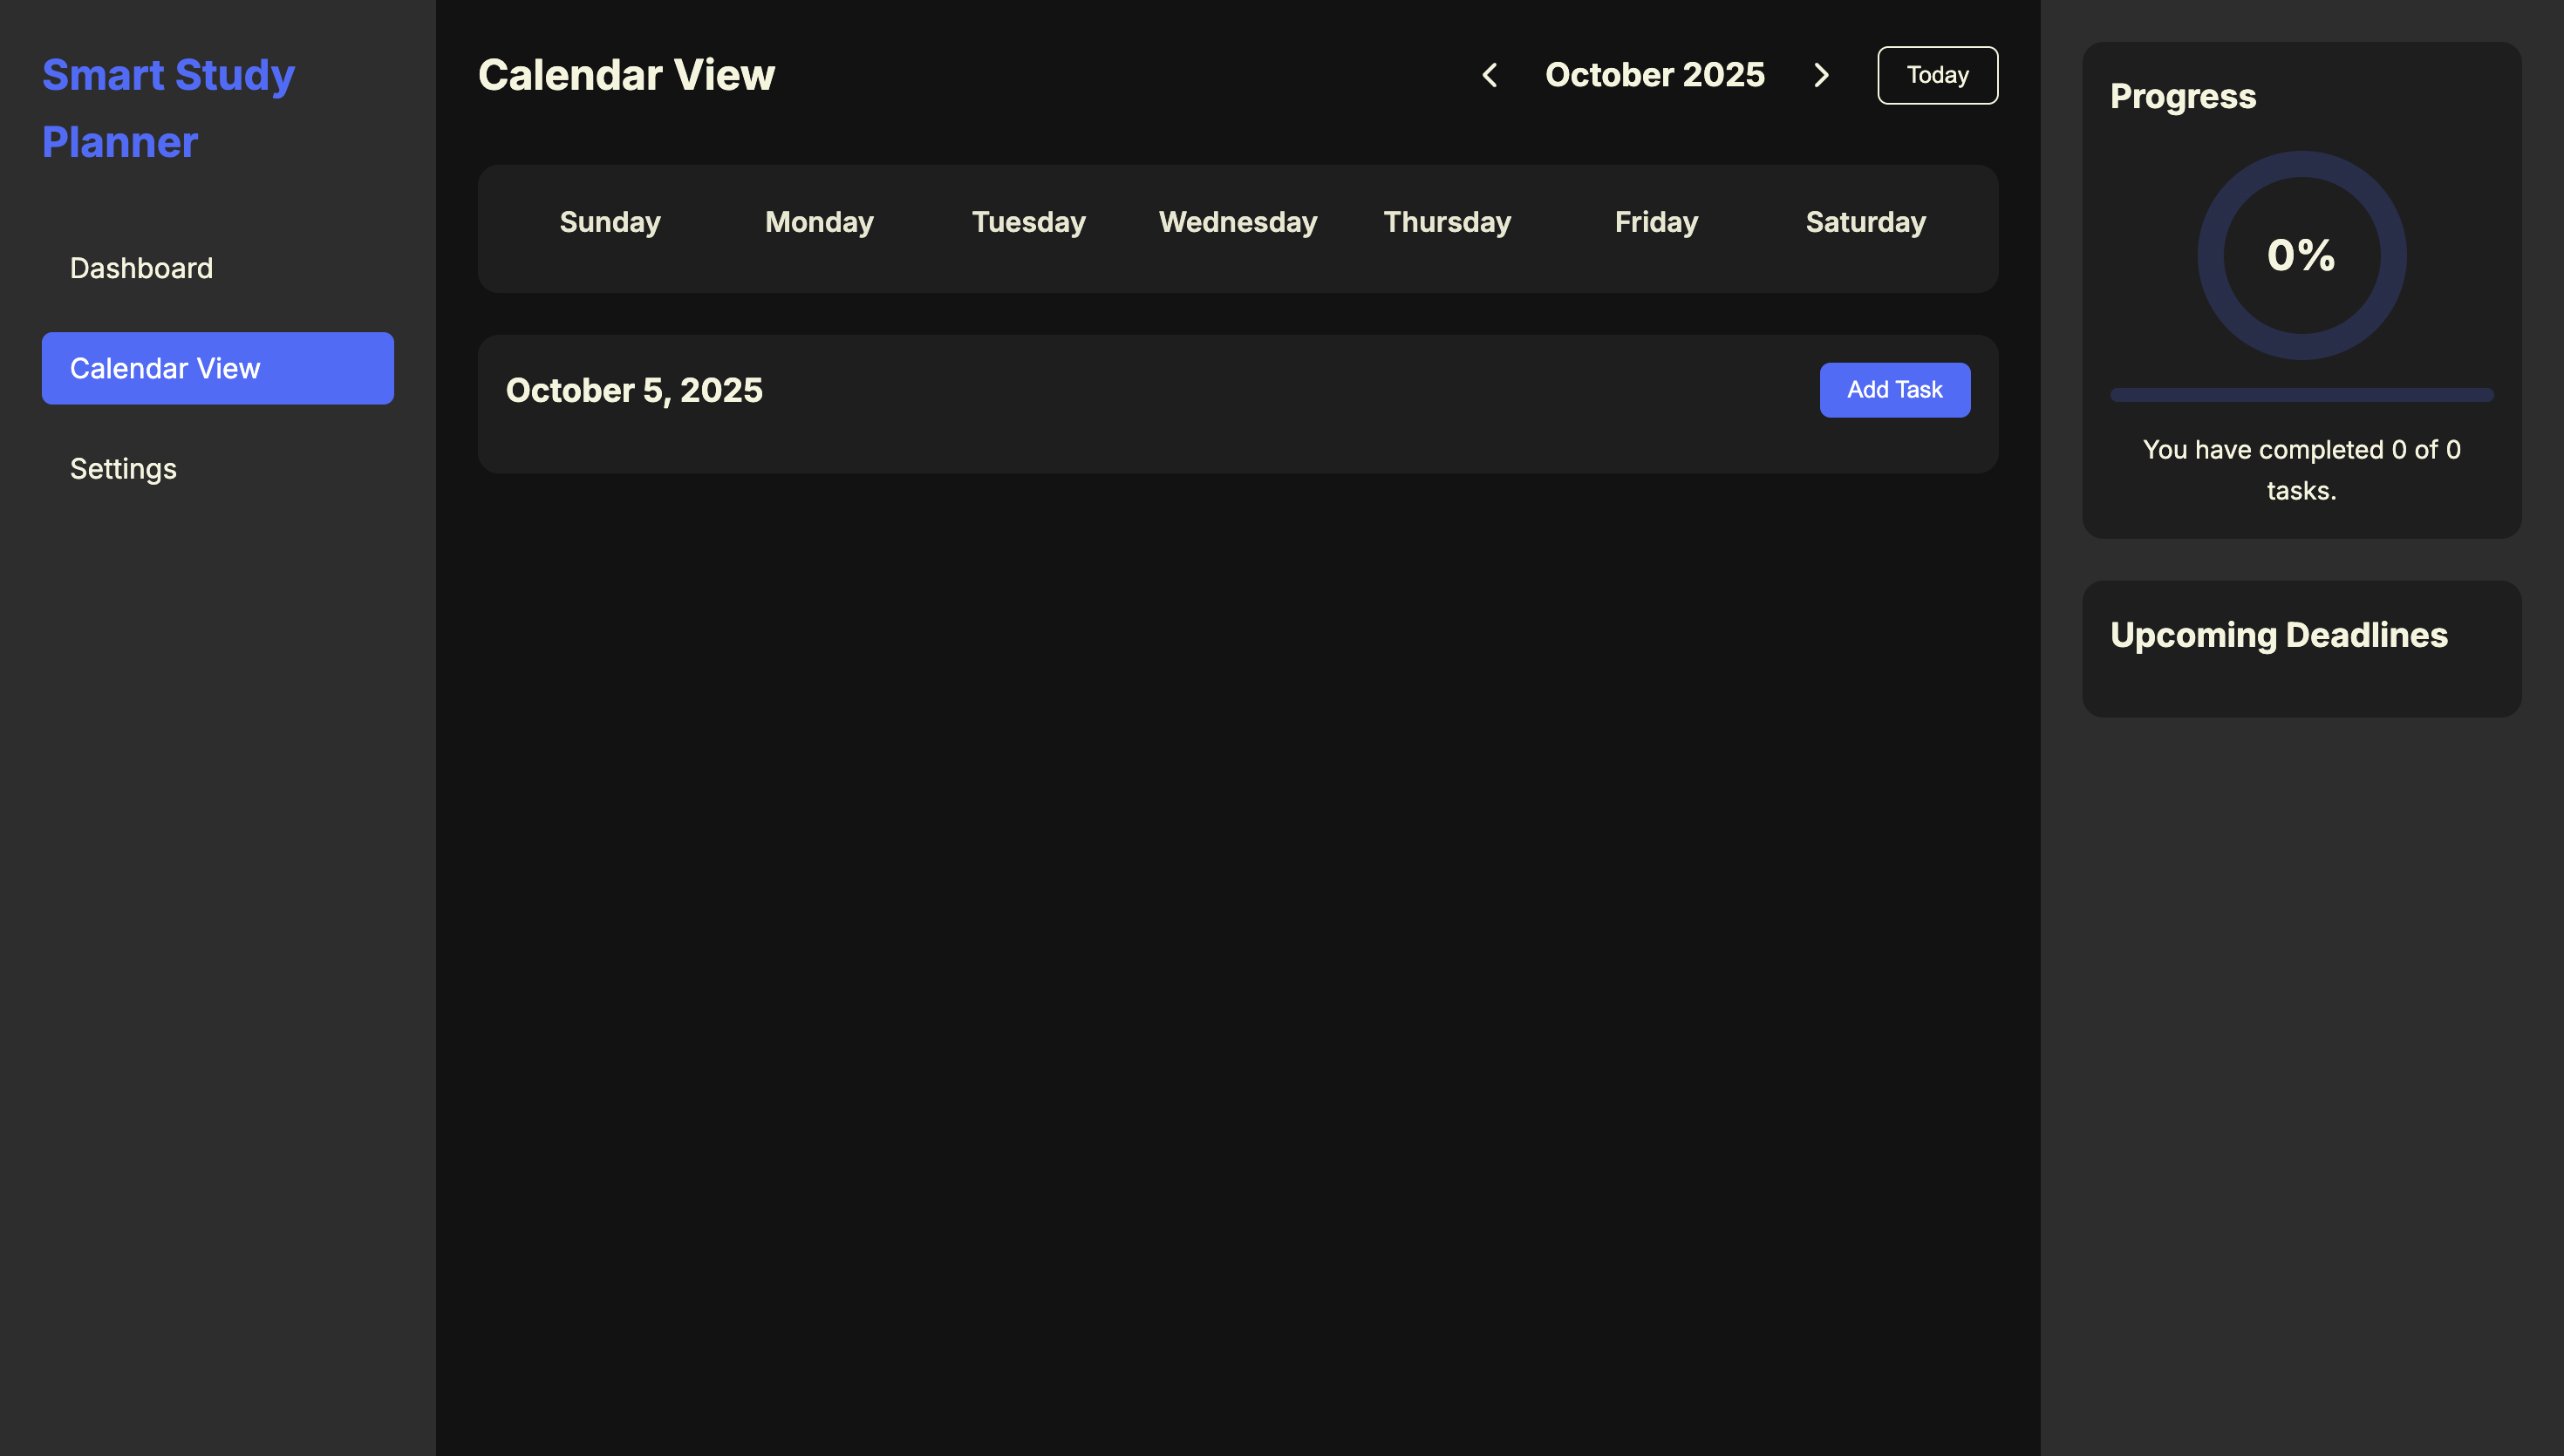 Smart Study
Planner
Dashboard
Calendar View
Settings
Calendar View
October 2025
Today
Sunday Monday Tuesday Wednesday Thursday Friday Saturday
October 5, 2025
Add Task
Progress
0%
You have completed 0 of 0
tasks.
Upcoming Deadlines